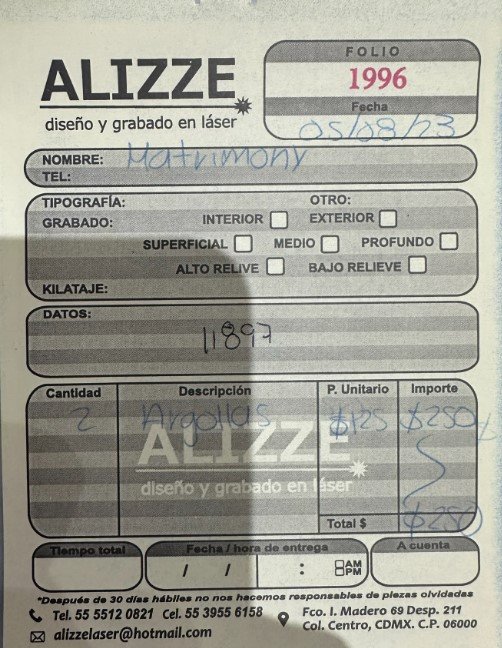 ALIZZE
diseño y grabado en láser
FOLIO
1996
Fecha
05/08/23
NOMBRE: Matrimony
TEL:
TIPOGRAFÍA: OTRO:
GRABADO: INTERIOR EXTERIOR
SUPERFICIAL MEDIO PROFUNDO
ALTO RELIVE BAJO RELIEVE
KILATAJE:
DATOS:
11897
Cantidad Descripción P. Unitario Importe
2 Argollas $125 $250
ALIZZE
diseño y grabado en láser
Total $ $250
Tiempo total Fecha / hora de entrega A cuenta
/ / : AM
PM
*Después de 30 días hábiles no nos hacemos responsables de piezas olvidadas
Tel. 55 5512 0821 Cel. 55 3955 6158 Fco. I. Madero 69 Desp. 211
alizzelaser@hotmail.com Col. Centro, CDMX. C.P. 06000